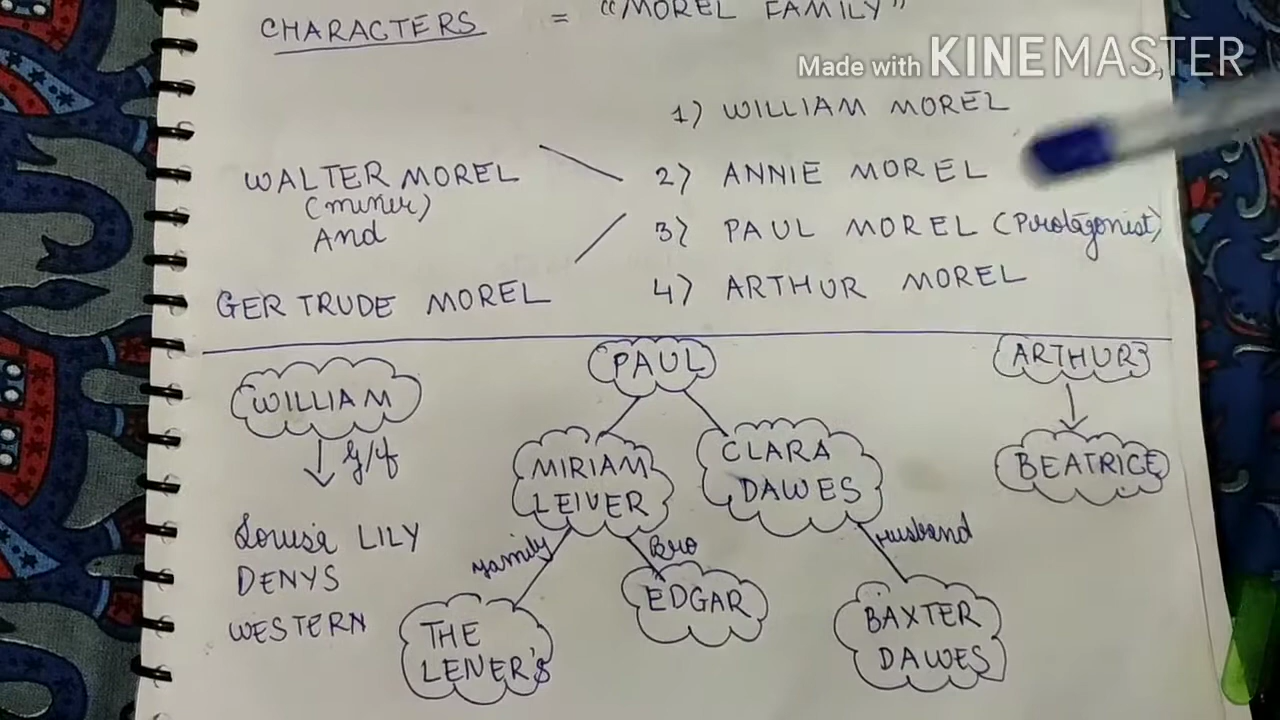 CHARACTERS = "MOREL FAMILY"
Made with KINEMASTER
1) WILLIAM MOREL
WALTER MOREL
(miner)
And
GERTRUDE MOREL
2) ANNIE MOREL
3) PAUL MOREL (Protagonist)
4) ARTHUR MOREL
WILLIAM
g/f
Louisa LILY
DENYS
WESTERN
PAUL
MIRIAM
LEIVER
CLARA
DAWES
family
Bro
Husband
THE
LEIVER'S
EDGAR
BAXTER
DAWES
ARTHUR
BEATRICE